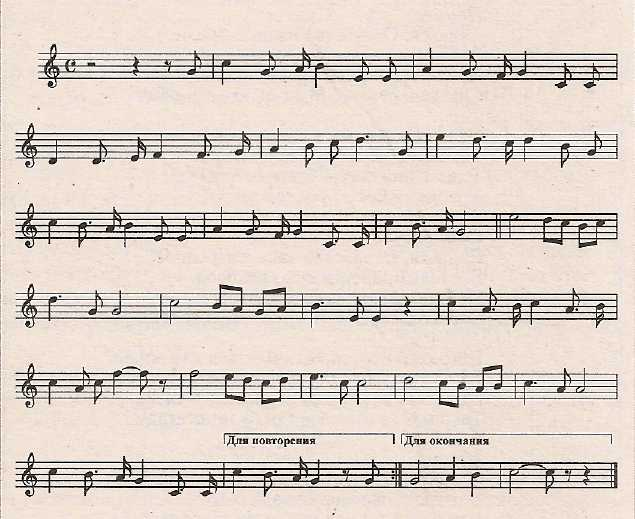 Для повторения
Для окончания